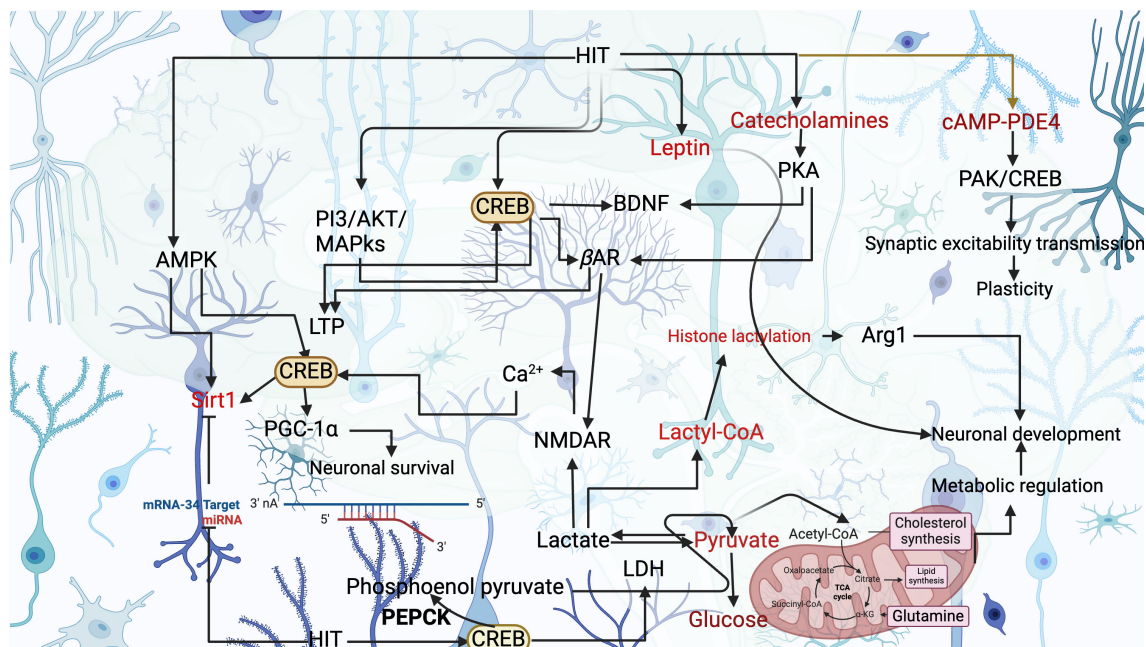 HIT
Catecholamines
cAMP-PDE4
Leptin
PKA
PAK/CREB
CREB
BDNF
PI3/AKT/
MAPks
Synaptic excitability transmission
AMPK
βAR
Plasticity
LTP
Histone lactylation
Arg1
CREB
Ca²⁺
Sirt1
PGC-1α
NMDAR
Lactyl-CoA
Neuronal development
Neuronal survival
Metabolic regulation
mRNA-34 Target
3' nA'
5'
miRNA
5'
3'
Lactate
Pyruvate
Acetyl-CoA
Cholesterol
synthesis
LDH
Oxaloacetate
Citrate
Lipid
synthesis
TCA
cycle
Phosphoenol pyruvate
PEPCK
Succinyl-CoA
α-KG
Glutamine
Glucose
HIT
CREB